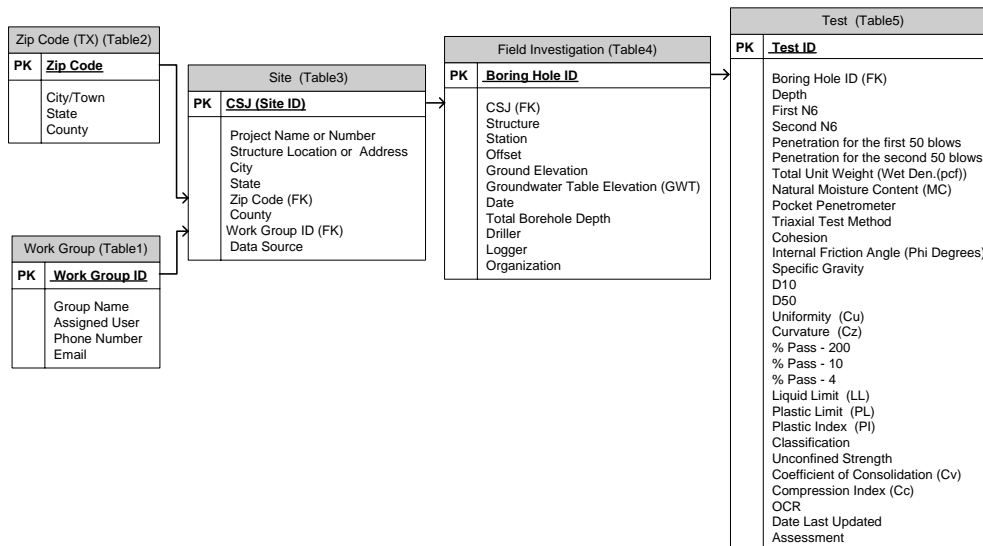 Zip Code (TX) (Table2)
PK Zip Code
City/Town
State
County
Work Group (Table1)
PK Work Group ID
Group Name
Assigned User
Phone Number
Email
Site (Table3)
PK CSJ (Site ID)
Project Name or Number
Structure Location or Address
City
State
Zip Code (FK)
County
Work Group ID (FK)
Data Source
Field Investigation (Table4)
PK Boring Hole ID
CSJ (FK)
Structure
Station
Offset
Ground Elevation
Groundwater Table Elevation (GWT)
Date
Total Borehole Depth
Driller
Logger
Organization
Test (Table5)
PK Test ID
Boring Hole ID (FK)
Depth
First N6
Second N6
Penetration for the first 50 blows
Penetration for the second 50 blows
Total Unit Weight (Wet Den.(pcf))
Natural Moisture Content (MC)
Pocket Penetrometer
Triaxial Test Method
Cohesion
Internal Friction Angle (Phi Degrees)
Specific Gravity
D10
D50
Uniformity (Cu)
Curvature (Cz)
% Pass - 200
% Pass - 10
% Pass - 4
Liquid Limit (LL)
Plastic Limit (PL)
Plastic Index (PI)
Classification
Unconfined Strength
Coefficient of Consolidation (Cv)
Compression Index (Cc)
OCR
Date Last Updated
Assessment